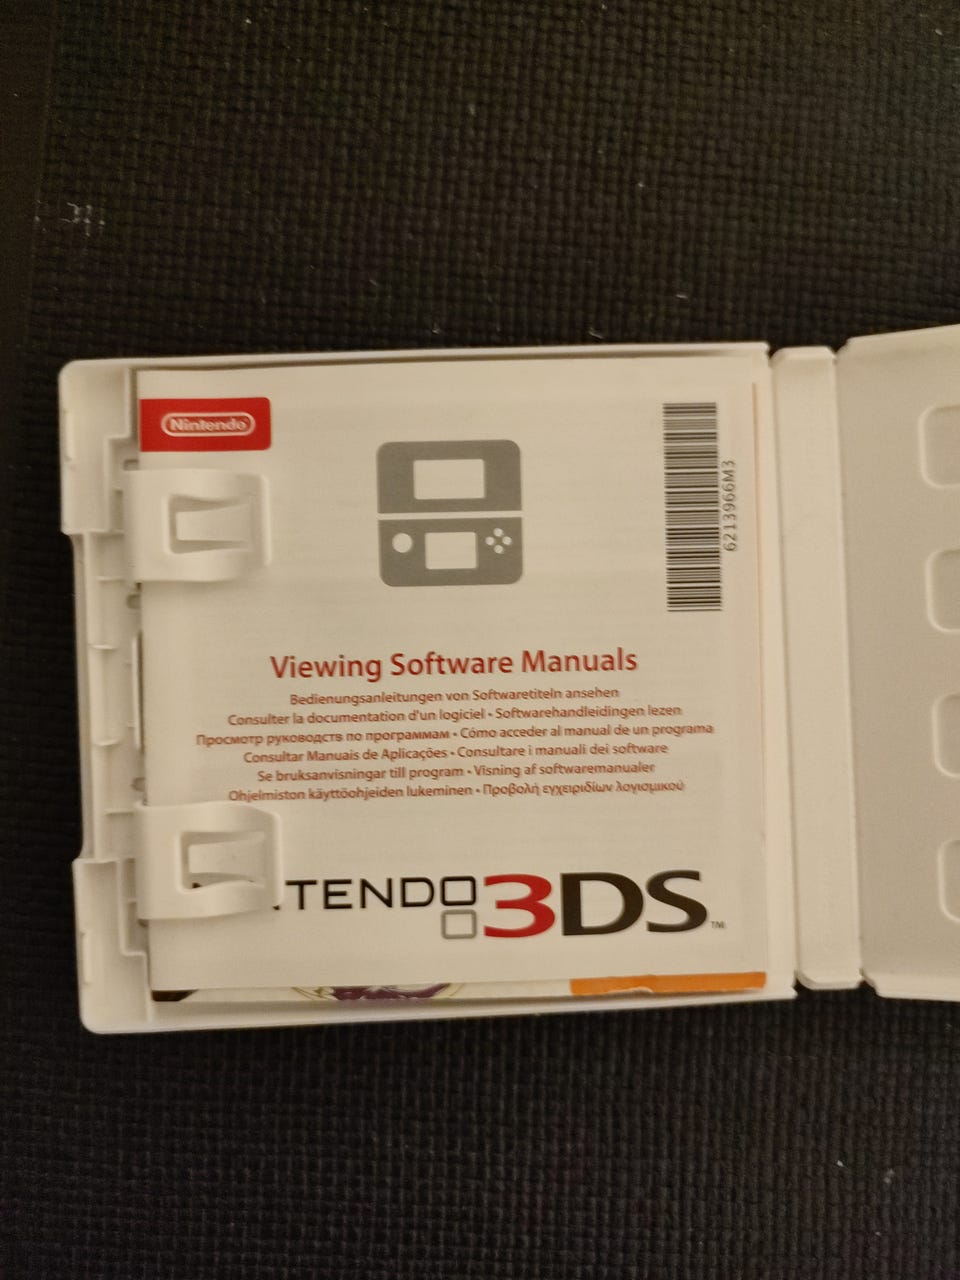 Nintendo
6213966M3
Viewing Software Manuals
Bedienungsanleitungen von Softwaretiteln ansehen
Consulter la documentation d'un logiciel • Softwarehandleidingen lezen
Просмотр руководств по программам • Cómo acceder al manual de un programa
Consultar Manuais de Aplicações • Consultare i manuali dei software
Se bruksanvisningar till program • Visning af softwaremanualer
Ohjelmiston käyttöohjeiden lukeminen • Προβολή εγχειριδίων λογισμικού
TENDO 3DS™